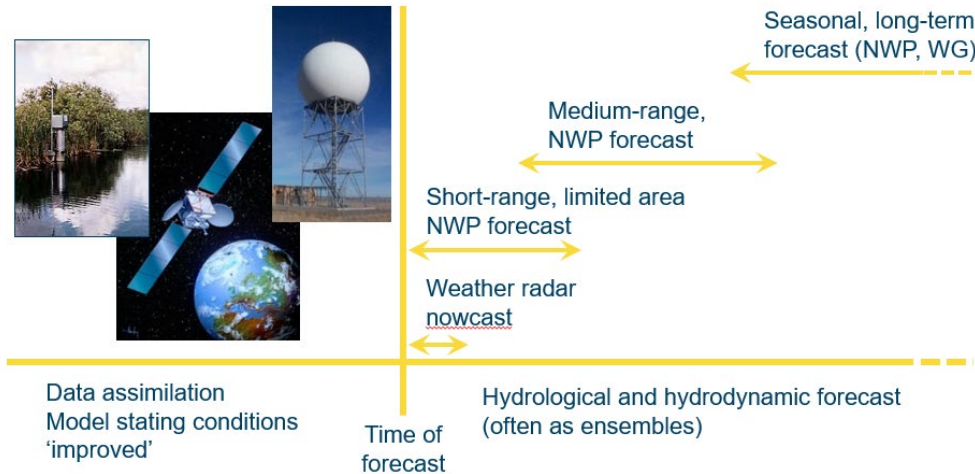 Seasonal, long-term
forecast (NWP, WG)
Medium-range,
NWP forecast
Short-range, limited area
NWP forecast
Weather radar
nowcast
Data assimilation
Model stating conditions
‘improved’
Time of
forecast
Hydrological and hydrodynamic forecast
(often as ensembles)